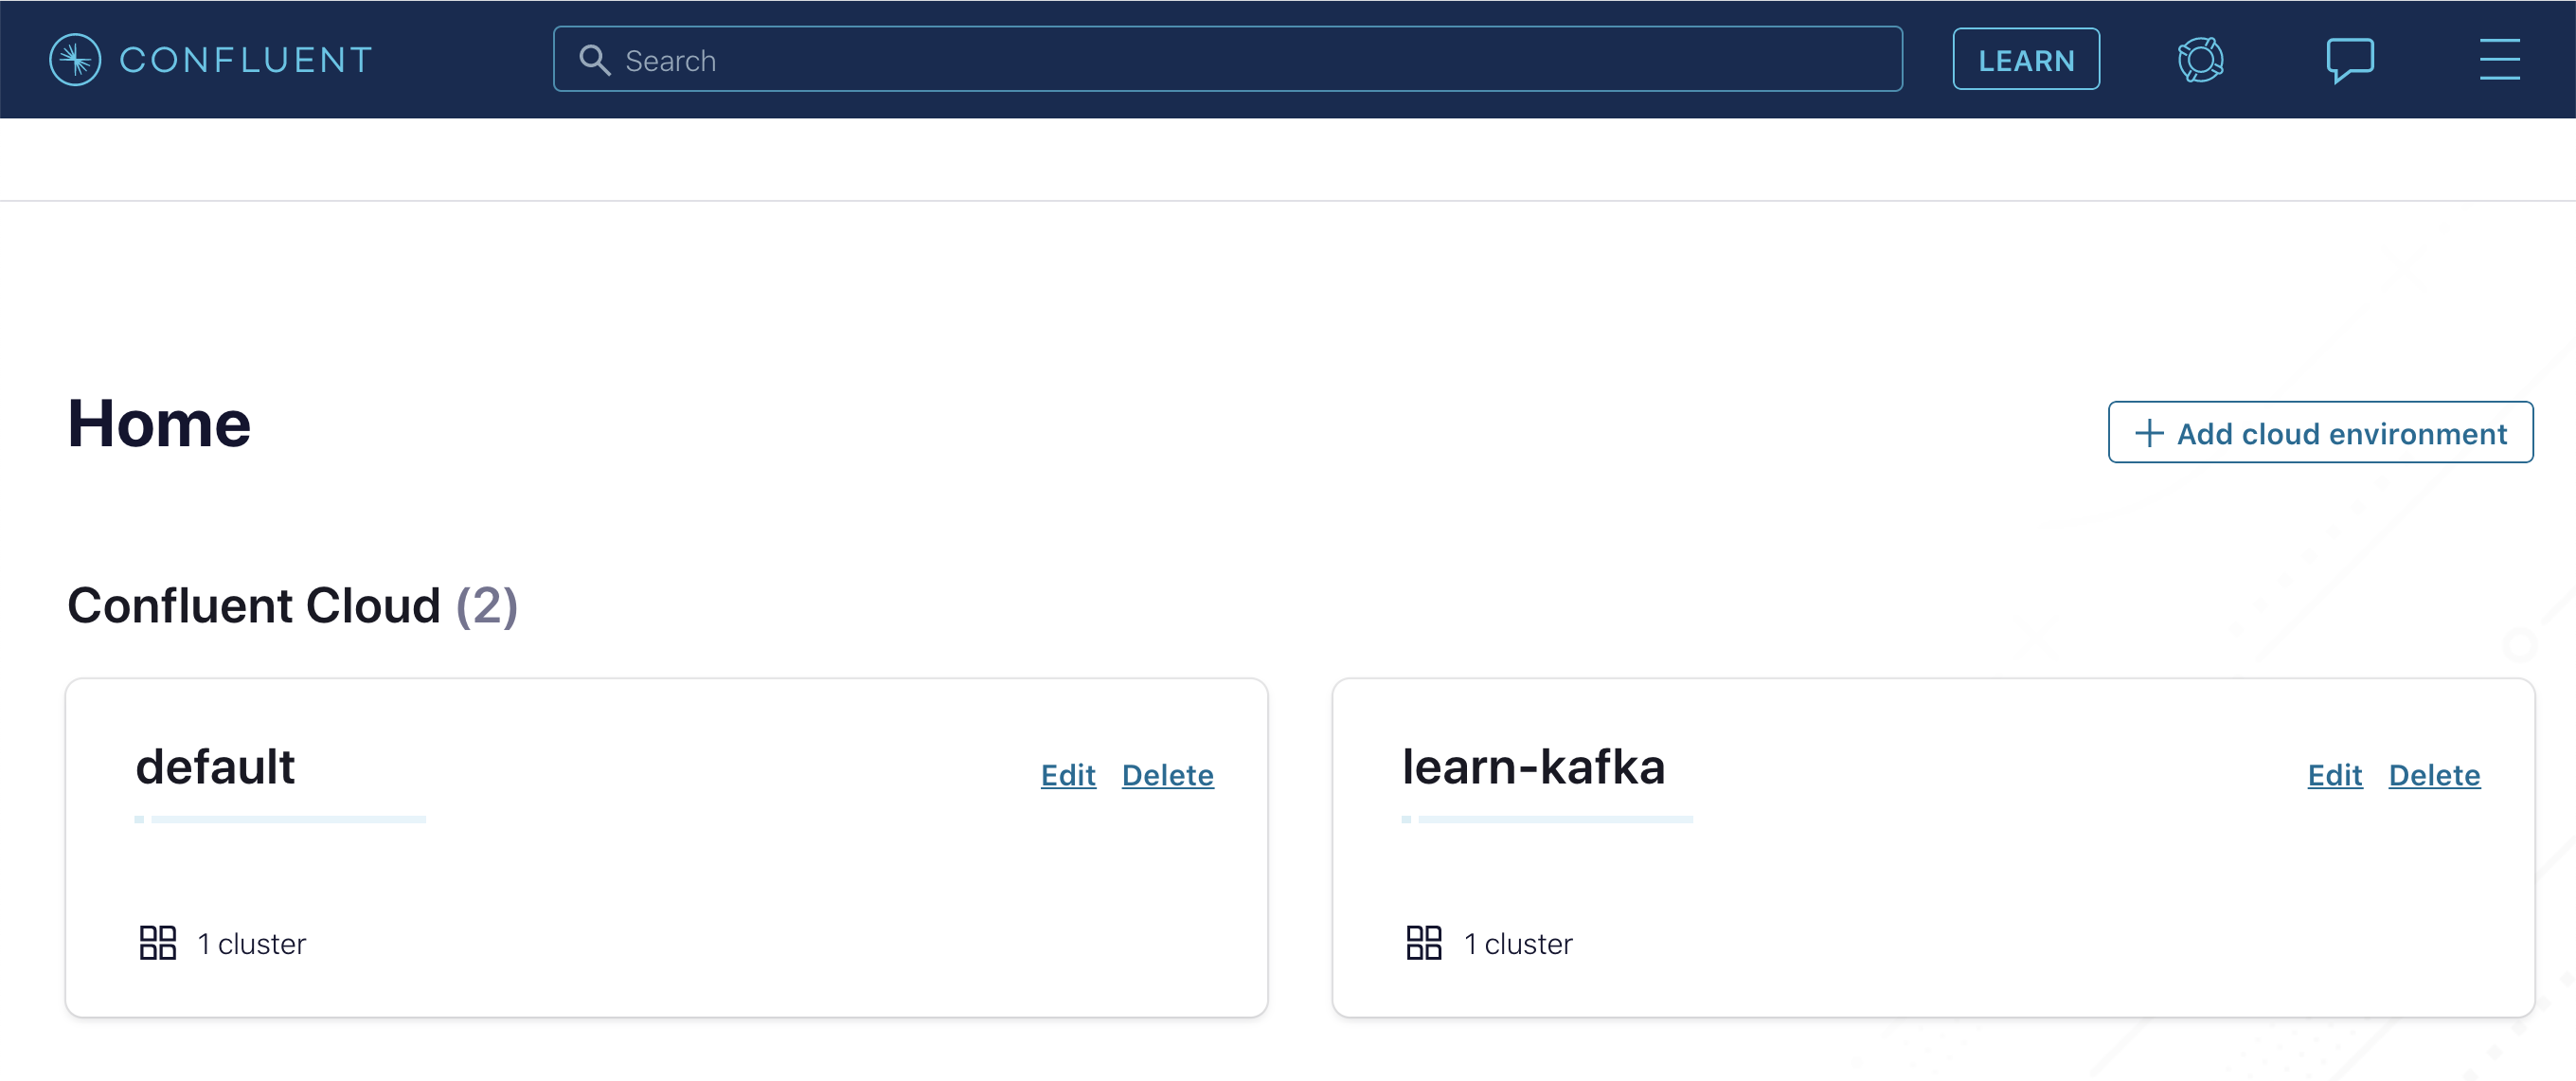 CONFLUENT
Search
LEARN
Home
Add cloud environment
Confluent Cloud (2)
default
Edit Delete
1 cluster
learn-kafka
Edit Delete
1 cluster